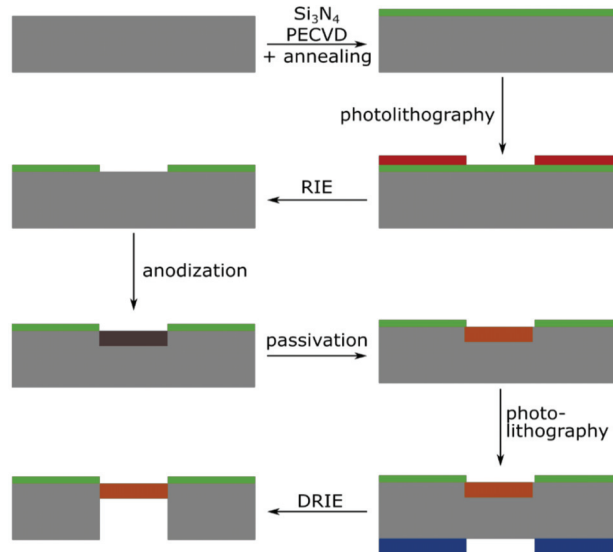 Si₃N₄
PECVD
+ annealing
photolithography
RIE
anodization
passivation
photo-
lithography
DRIE